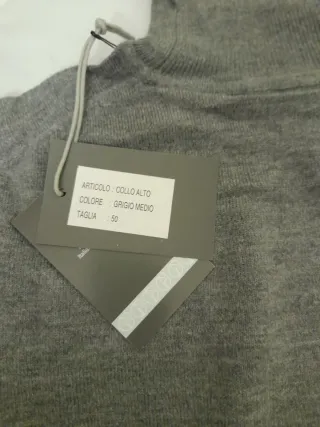 ARTICOLO : COLLO ALTO
COLORE : GRIGIO MEDIO
TAGLIA : 50